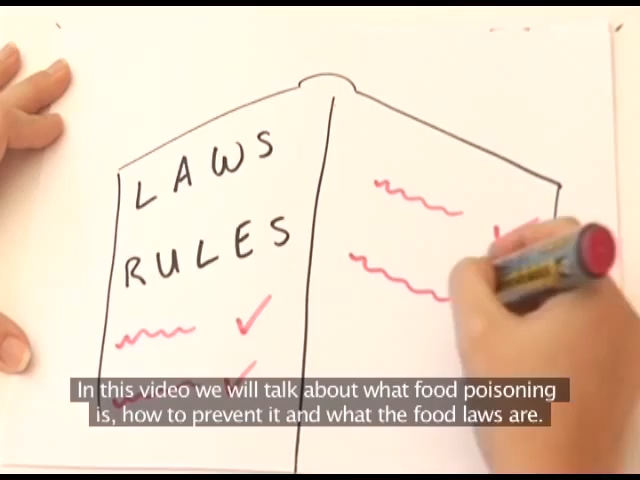 LAWS
RULES
In this video we will talk about what food poisoning
is, how to prevent it and what the food laws are.